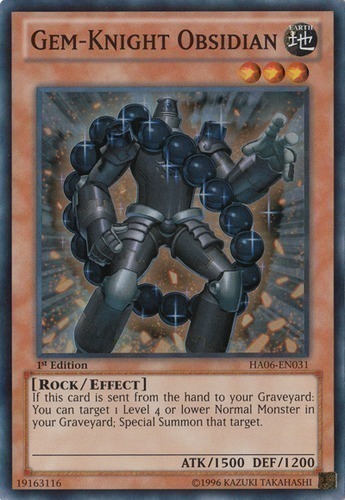 GEM-KNIGHT OBSIDIAN
EARTH
地
1st Edition
HA06-EN031
[ROCK/EFFECT]
If this card is sent from the hand to your Graveyard:
You can target 1 Level 4 or lower Normal Monster in
your Graveyard; Special Summon that target.
ATK/1500 DEF/1200
19163116
©1996 KAZUKI TAKAHASHI